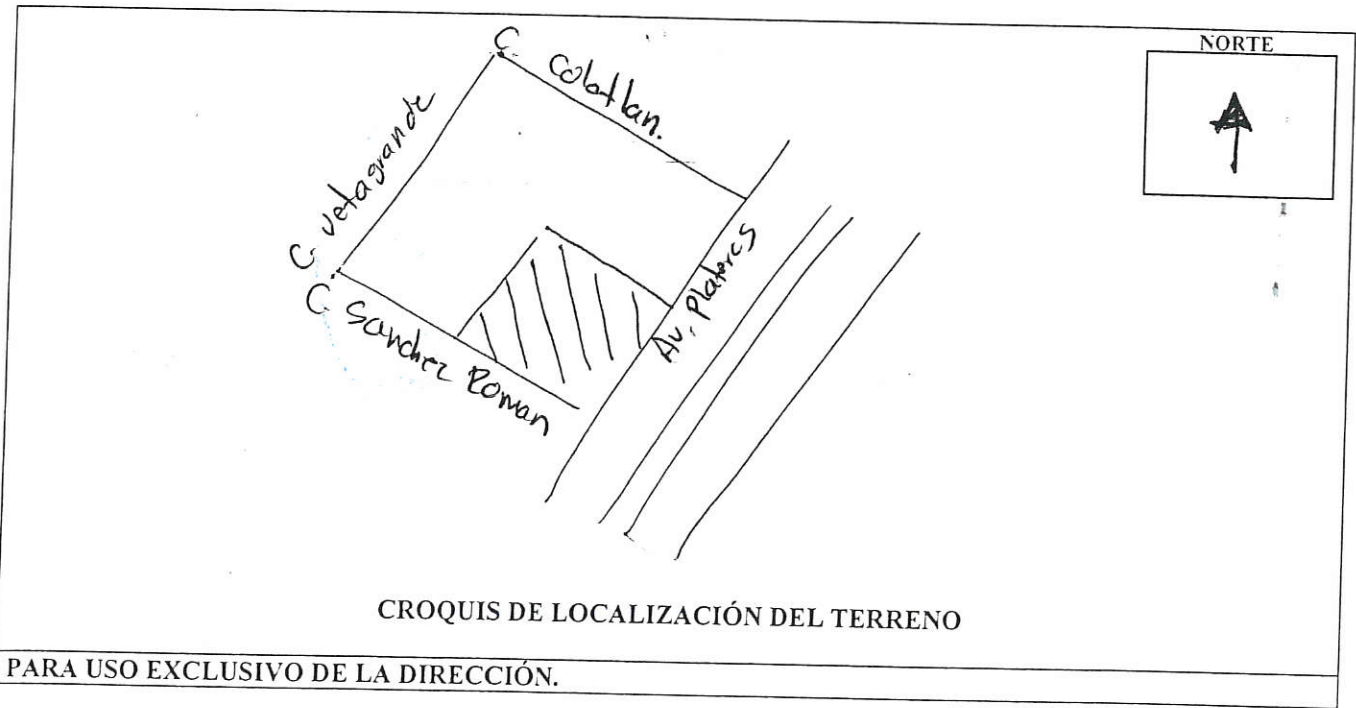 NORTE
C. Colotlan.
C. Vetagrande
C. Sanchez Roman
Av. Plateros
CROQUIS DE LOCALIZACIÓN DEL TERRENO
PARA USO EXCLUSIVO DE LA DIRECCIÓN.